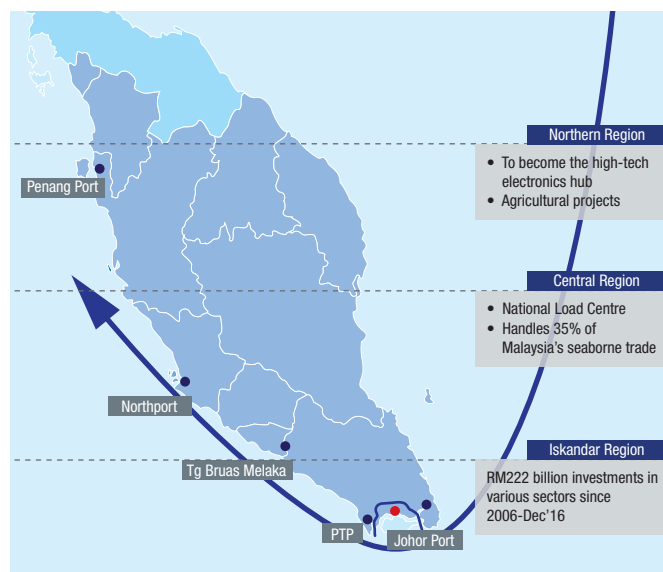 Northern Region
• To become the high-tech
electronics hub
• Agricultural projects
Penang Port
Central Region
• National Load Centre
• Handles 35% of
Malaysia's seaborne trade
Northport
Iskandar Region
Tg Bruas Melaka
RM222 billion investments in
various sectors since
2006-Dec'16
PTP
Johor Port